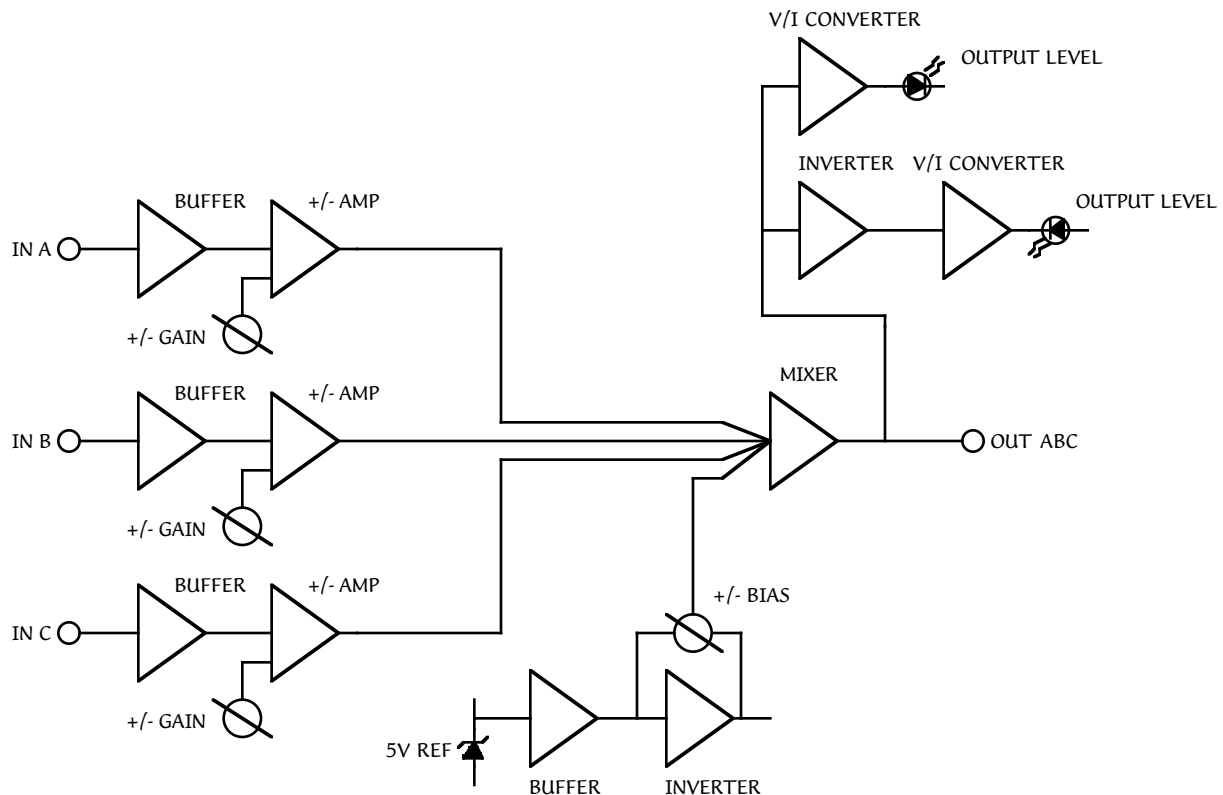 V/I CONVERTER
OUTPUT LEVEL
INVERTER
V/I CONVERTER
OUTPUT LEVEL
BUFFER
+/- AMP
IN A
+/- GAIN
BUFFER
+/- AMP
MIXER
IN B
OUT ABC
+/- GAIN
BUFFER
+/- AMP
+/- BIAS
IN C
+/- GAIN
5V REF
BUFFER
INVERTER